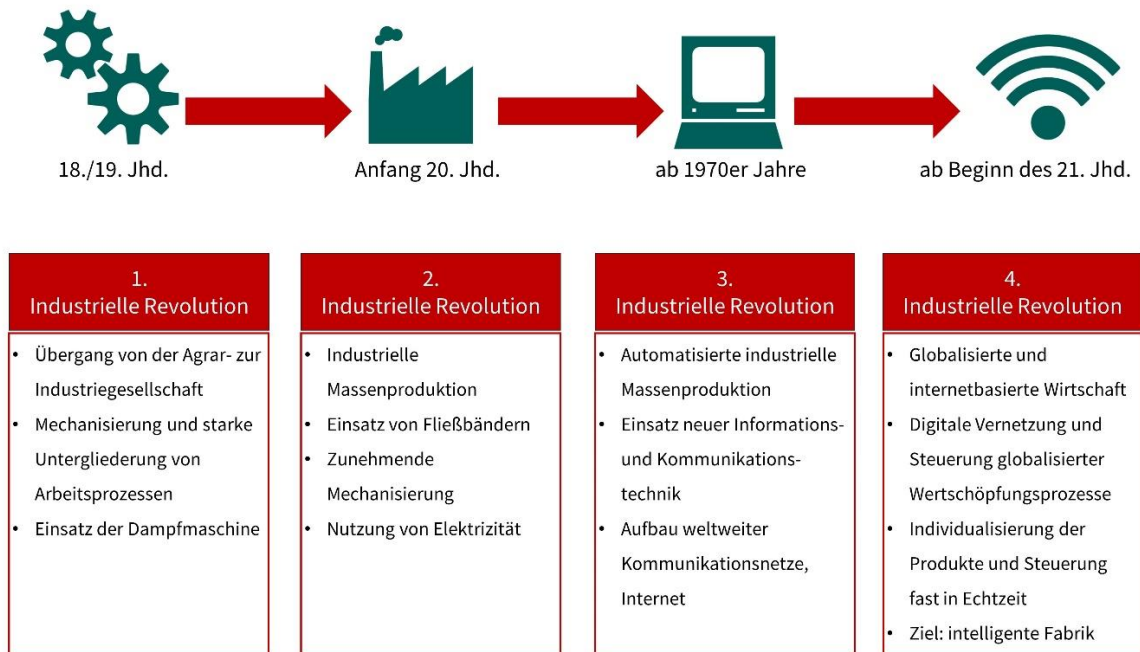 18./19. Jhd.
Anfang 20. Jhd.
ab 1970er Jahre
ab Beginn des 21. Jhd.
1.
Industrielle Revolution
• Übergang von der Agrar- zur
Industriegesellschaft
• Mechanisierung und starke
Untergliederung von
Arbeitsprozessen
• Einsatz der Dampfmaschine
2.
Industrielle Revolution
• Industrielle
Massenproduktion
• Einsatz von Fließbändern
• Zunehmende
Mechanisierung
• Nutzung von Elektrizität
3.
Industrielle Revolution
• Automatisierte industrielle
Massenproduktion
• Einsatz neuer Informations-
und Kommunikations-
technik
• Aufbau weltweiter
Kommunikationsnetze,
Internet
4.
Industrielle Revolution
• Globalisierte und
internetbasierte Wirtschaft
• Digitale Vernetzung und
Steuerung globalisierter
Wertschöpfungsprozesse
• Individualisierung der
Produkte und Steuerung
fast in Echtzeit
• Ziel: intelligente Fabrik